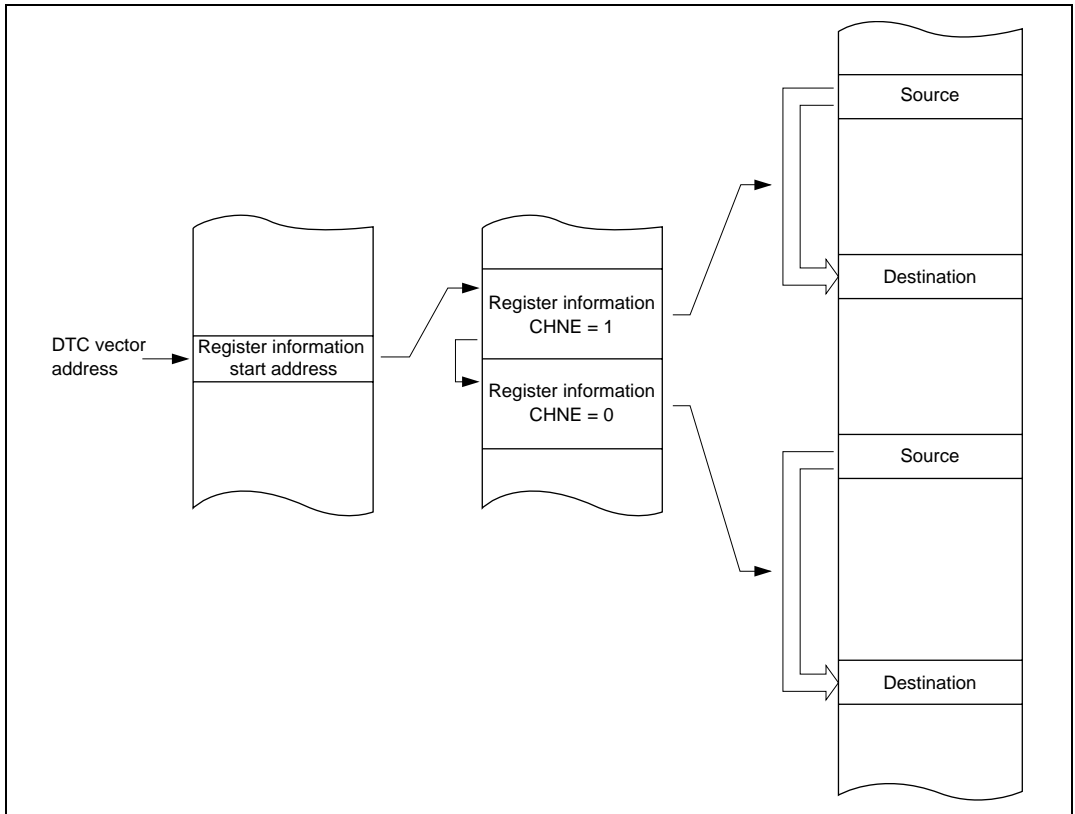 DTC vector
address
Register information
start address
Register information
CHNE = 1
Register information
CHNE = 0
Source
Destination
Source
Destination